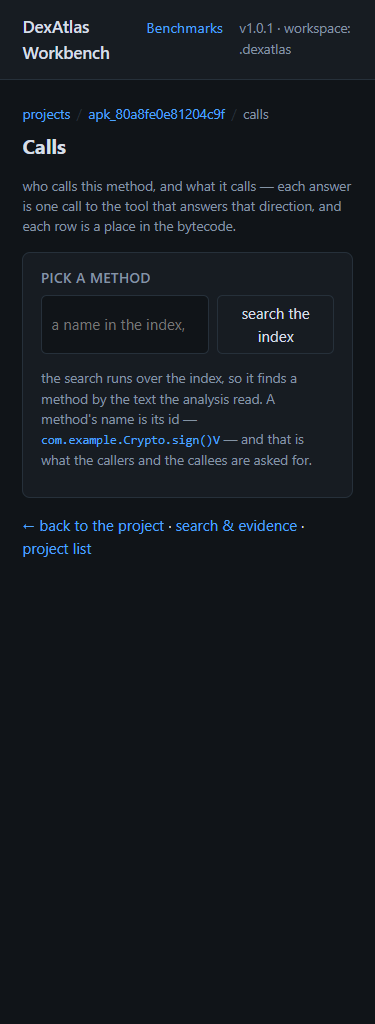 DexAtlas
Workbench
Benchmarks
v1.0.1 · workspace:
.dexatlas
projects / apk_80a8fe0e81204c9f / calls
Calls
who calls this method, and what it calls — each answer
is one call to the tool that answers that direction, and
each row is a place in the bytecode.
PICK A METHOD
a name in the index,
search the
index
the search runs over the index, so it finds a
method by the text the analysis read. A
method's name is its id —
com.example.Crypto.sign()V — and that is
what the callers and the callees are asked for.
← back to the project · search & evidence ·
project list